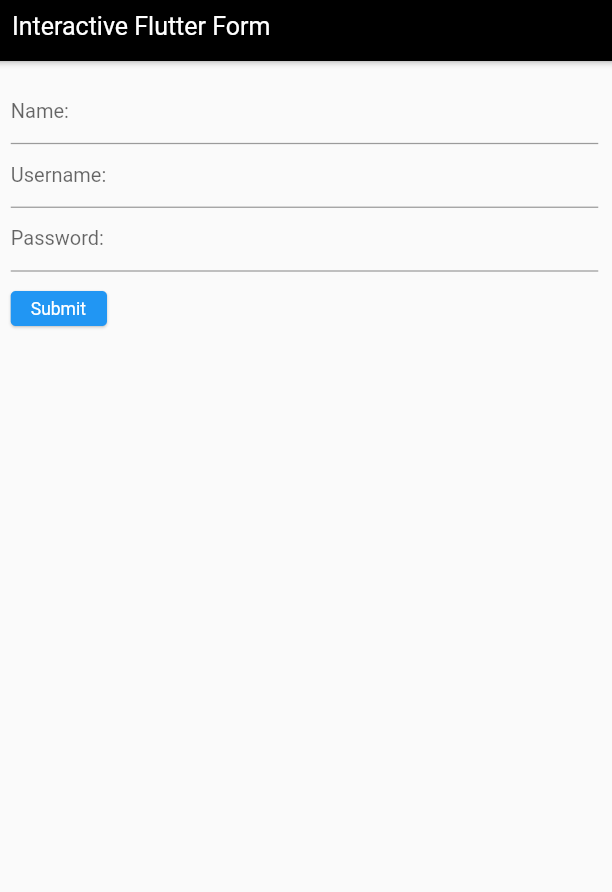 Interactive Flutter Form
Name:
Username:
Password:
Submit